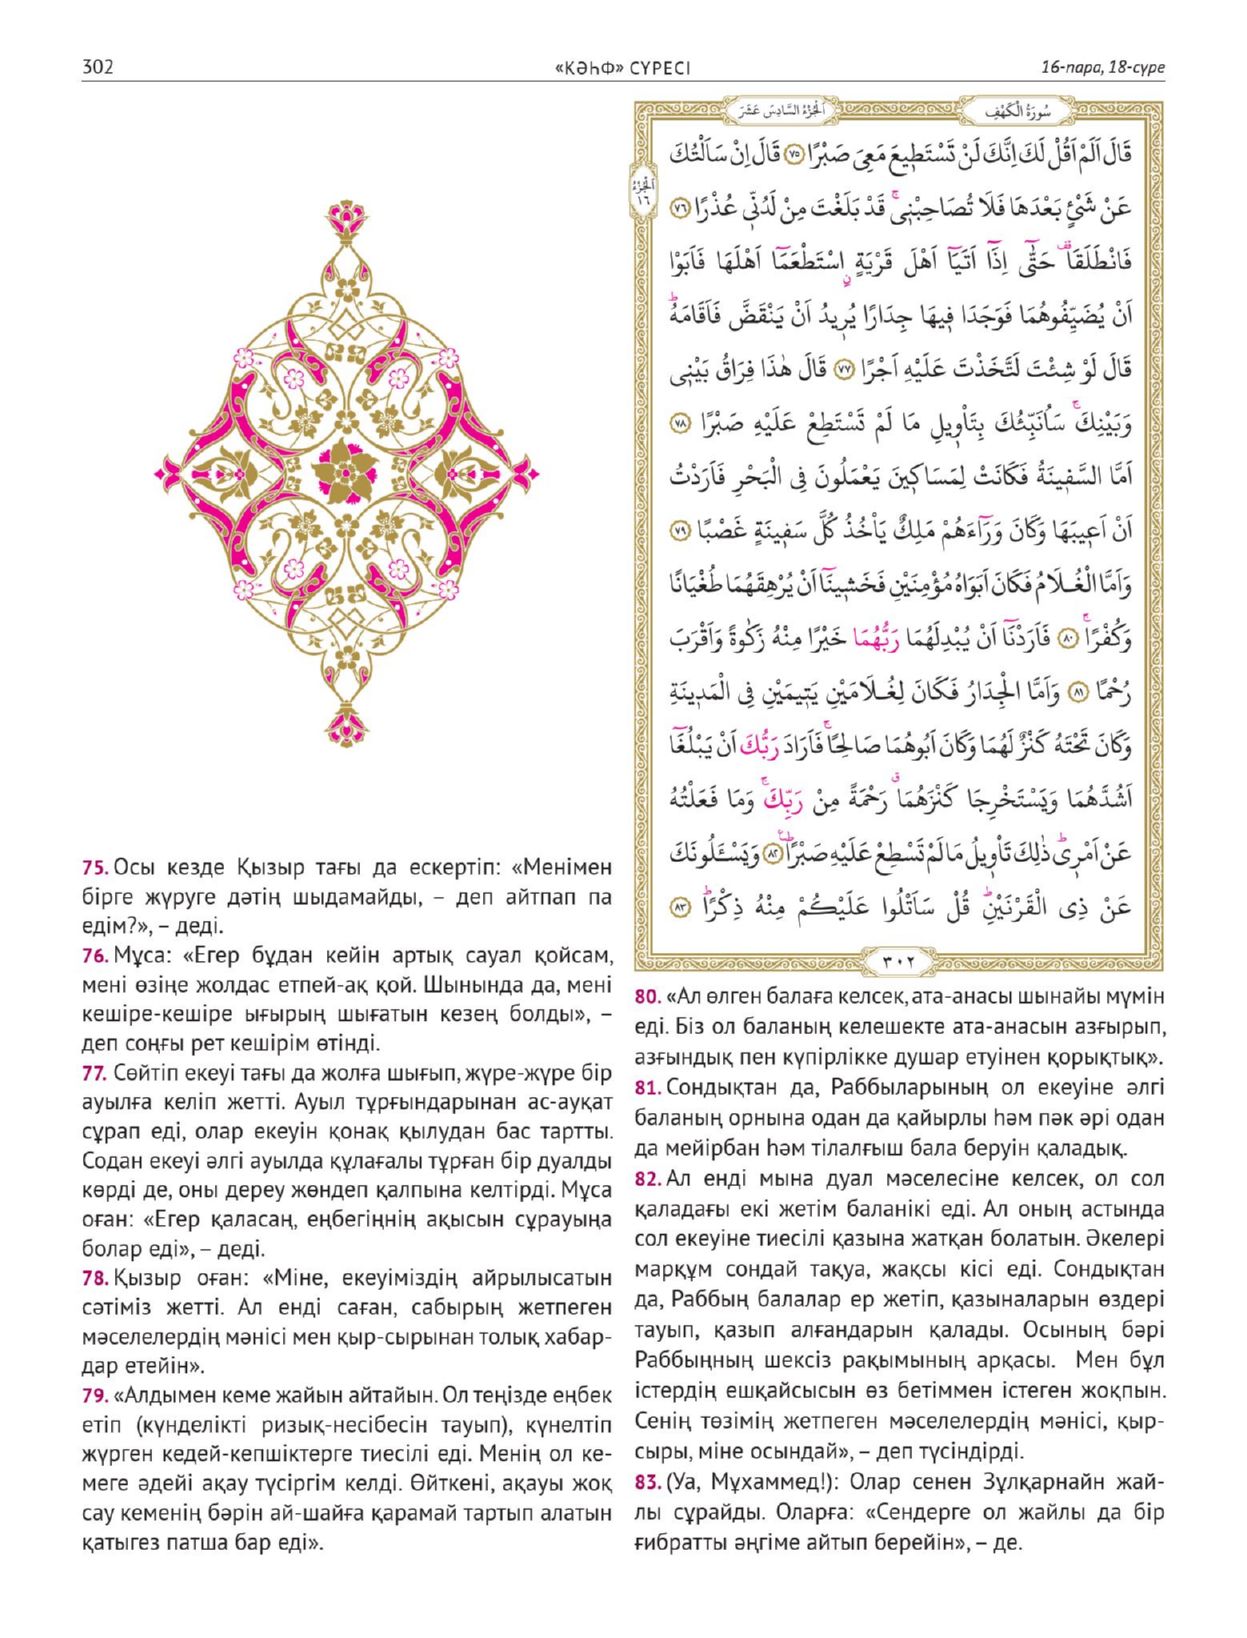 302
«КӘҺФ» СҮРЕСІ
16-пара, 18-сүре
اَلْجُزْءُ السَّادِسَ عَشَرَ
سُورَةُ الْكَهْفِ
اَلْجُزْءُ
١٦
قَالَ اَلَمْ اَقُلْ لَكَ اِنَّكَ لَنْ تَسْتَط۪يعَ مَعِيَ صَبْرًا ﴿٧٥﴾ قَالَ اِنْ سَاَلْتُكَ
عَنْ شَيْءٍ بَعْدَهَا فَلَا تُصَاحِبْن۪يۚ قَدْ بَلَغْتَ مِنْ لَدُنّ۪ي عُذْرًا ﴿٧٦﴾
فَانْطَلَقَا۠ حَتّٰٓى اِذَٓا اَتَيَٓا اَهْلَ قَرْيَةٍۨ اسْتَطْعَمَٓا اَهْلَهَا فَاَبَوْا
اَنْ يُضَيِّفُوهُمَا فَوَجَدَا ف۪يهَا جِدَارًا يُر۪يدُ اَنْ يَنْقَضَّ فَاَقَامَهُۜ
قَالَ لَوْ شِئْتَ لَتَّخَذْتَ عَلَيْهِ اَجْرًا ﴿٧٧﴾ قَالَ هٰذَا فِرَاقُ بَيْن۪ي
وَبَيْنِكَۚ سَاُنَبِّئُكَ بِتَاْو۪يلِ مَا لَمْ تَسْتَطِعْ عَلَيْهِ صَبْرًا ﴿٧٨﴾
اَمَّا السَّف۪ينَةُ فَكَانَتْ لِمَسَاك۪ينَ يَعْمَلُونَ فِي الْبَحْرِ فَاَرَدْتُ
اَنْ اَع۪يبَهَا وَكَانَ وَرَٓاءَهُمْ مَلِكٌ يَاْخُذُ كُلَّ سَف۪ينَةٍ غَصْبًا ﴿٧٩﴾
وَاَمَّا الْغُلَامُ فَكَانَ اَبَوَاهُ مُؤْمِنَيْنِ فَخَش۪ينَٓا اَنْ يُرْهِقَهُمَا طُغْيَانًا
وَكُفْرًاۚ ﴿٨٠﴾ فَاَرَدْنَٓا اَنْ يُبْدِلَهُمَا رَبُّهُمَا خَيْرًا مِنْهُ زَكٰوةً وَاَقْرَبَ
رُحْمًا ﴿٨١﴾ وَاَمَّا الْجِدَارُ فَكَانَ لِغُلَامَيْنِ يَت۪يمَيْنِ فِي الْمَد۪ينَةِ
وَكَانَ تَحْتَهُ كَنْزٌ لَهُمَا وَكَانَ اَبُوهُمَا صَالِحًاۚ فَاَرَادَ رَبُّكَ اَنْ يَبْلُغَٓا
اَشُدَّهُمَا وَيَسْتَخْرِجَا كَنْزَهُمَاۗ رَحْمَةً مِنْ رَبِّكَۚ وَمَا فَعَلْتُهُ
عَنْ اَمْر۪يۜ ذٰلِكَ تَاْو۪يلُ مَا لَمْ تَسْطِعْ عَلَيْهِ صَبْرًاۜ۟ ﴿٨٢﴾ وَيَسْـَٔلُونَكَ
عَنْ ذِي الْقَرْنَيْنِۜ قُلْ سَاَتْلُوا عَلَيْكُمْ مِنْهُ ذِكْرًاۜ ﴿٨٣﴾
٣٠٢
75. Осы кезде Қызыр тағы да ескертіп: «Менімен
бірге жүруге дәтің шыдамайды, – деп айтпап па
едім?», – деді.
76. Мұса: «Егер бұдан кейін артық сауал қойсам,
мені өзіңе жолдас етпей-ақ қой. Шынында да, мені
кешіре-кешіре ығырың шығатын кезең болды», –
деп соңғы рет кешірім өтінді.
77. Сөйтіп екеуі тағы да жолға шығып, жүре-жүре бір
ауылға келіп жетті. Ауыл тұрғындарынан ас-ауқат
сұрап еді, олар екеуін қонақ қылудан бас тартты.
Содан екеуі әлгі ауылда құлағалы тұрған бір дуалды
көрді де, оны дереу жөндеп қалпына келтірді. Мұса
оған: «Егер қаласаң, еңбегіңнің ақысын сұрауыңа
болар еді», – деді.
78. Қызыр оған: «Міне, екеуіміздің айрылысатын
сәтіміз жетті. Ал енді саған, сабырың жетпеген
мәселелердің мәнісі мен қыр-сырынан толық хабар-
дар етейін».
79. «Алдымен кеме жайын айтайын. Ол теңізде еңбек
етіп (күнделікті ризық-несібесін тауып), күнелтіп
жүрген кедей-кепшіктерге тиесілі еді. Менің ол ке-
меге әдейі ақау түсіргім келді. Өйткені, ақауы жоқ
сау кеменің бәрін ай-шайға қарамай тартып алатын
қатыгез патша бар еді».
80. «Ал өлген балаға келсек, ата-анасы шынайы мүмін
еді. Біз ол баланың келешекте ата-анасын азғырып,
азғындық пен күпірлікке душар етуінен қорықтық».
81. Сондықтан да, Раббыларының ол екеуіне әлгі
баланың орнына одан да қайырлы һәм пәк әрі одан
да мейірбан һәм тілалғыш бала беруін қаладық.
82. Ал енді мына дуал мәселесіне келсек, ол сол
қаладағы екі жетім баланікі еді. Ал оның астында
сол екеуіне тиесілі қазына жатқан болатын. Әкелері
марқұм сондай тақуа, жақсы кісі еді. Сондықтан
да, Раббың балалар ер жетіп, қазыналарын өздері
тауып, қазып алғандарын қалады. Осының бәрі
Раббыңның шексіз рақымының арқасы. Мен бұл
істердің ешқайсысын өз бетіммен істеген жоқпын.
Сенің төзімің жетпеген мәселелердің мәнісі, қыр-
сыры, міне осындай», – деп түсіндірді.
83. (Уа, Мұхаммед!): Олар сенен Зұлқарнайн жай-
лы сұрайды. Оларға: «Сендерге ол жайлы да бір
ғибратты әңгіме айтып берейін», – де.